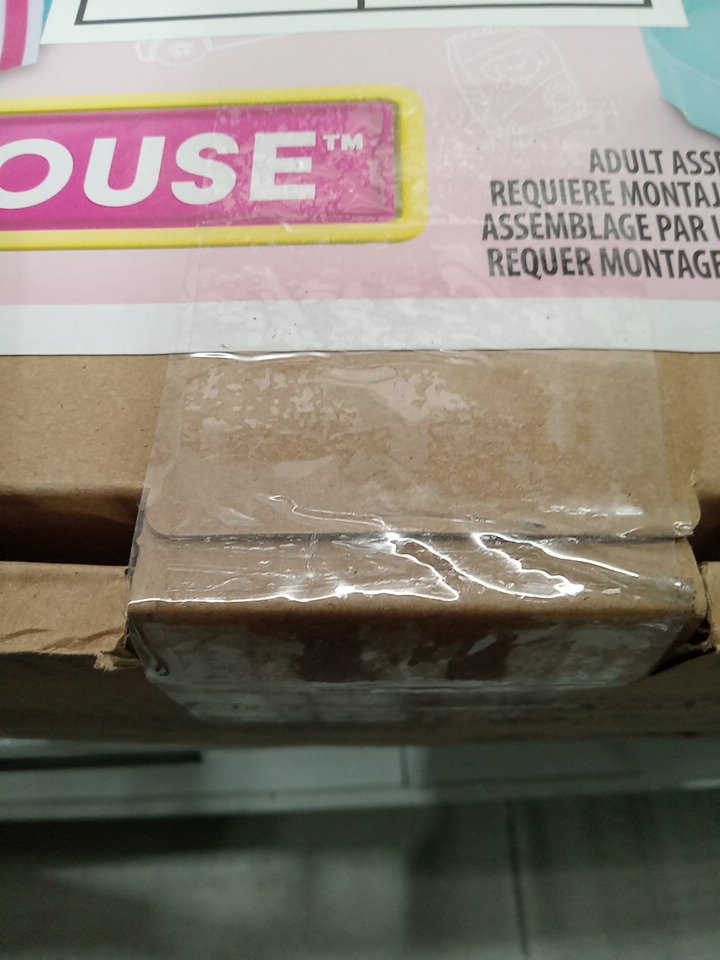 OUSE™
ADULT ASSE
REQUIERE MONTAJ
ASSEMBLAGE PAR U
REQUER MONTAGE